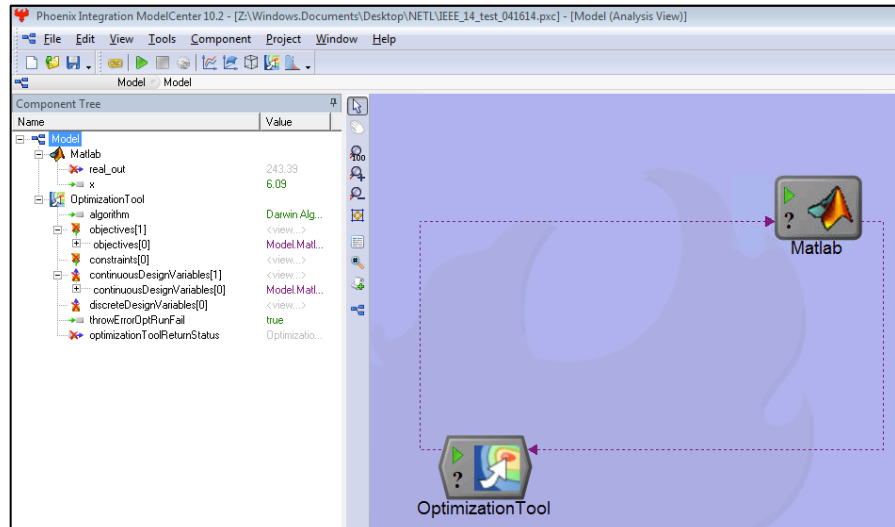 Phoenix Integration ModelCenter 10.2 - [Z:\Windows.Documents\Desktop\NETL\IEEE_14_test_041614.pxc] - [Model (Analysis View)]
File Edit View Tools Component Project Window Help
Model Model
Component Tree
Name Value
Model
Matlab
real_out 243.39
x 6.09
OptimizationTool
algorithm Darwin Alg...
objectives[1] <view...>
objectives[0] Model.Matl...
constraints[0] <view...>
continuousDesignVariables[1] <view...>
continuousDesignVariables[0] Model.Matl...
discreteDesignVariables[0] <view...>
throwErrorOptRunFail true
optimizationToolReturnStatus Optimizatio...
100
?
Matlab
?
OptimizationTool